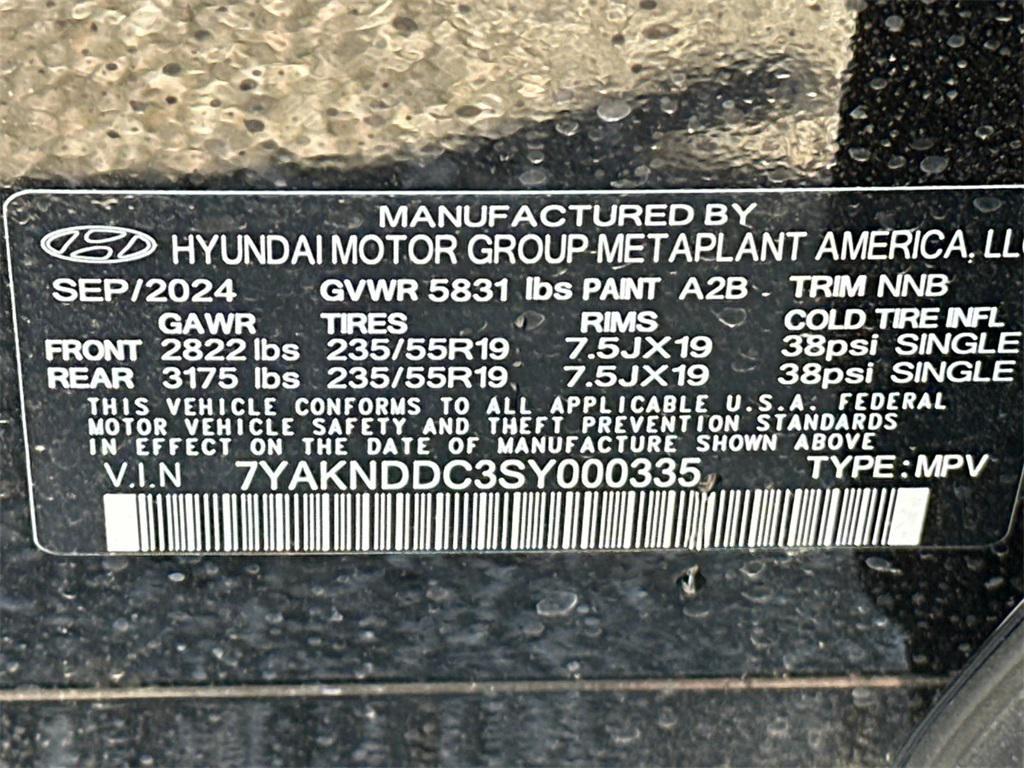 MANUFACTURED BY
HYUNDAI MOTOR GROUP METAPLANT AMERICA, LL
SEP/2024 GVWR 5831 lbs PAINT A2B TRIM NNB
GAWR TIRES RIMS COLD TIRE INFL
FRONT 2822 lbs 235/55R19 7.5JX19 38psi SINGLE
REAR 3175 lbs 235/55R19 7.5JX19 38psi SINGLE
THIS VEHICLE CONFORMS TO ALL APPLICABLE U.S.A. FEDERAL
MOTOR VEHICLE SAFETY AND THEFT PREVENTION STANDARDS
IN EFFECT ON THE DATE OF MANUFACTURE SHOWN ABOVE
V.I.N 7YAKNDDC3SY000335 TYPE:MPV